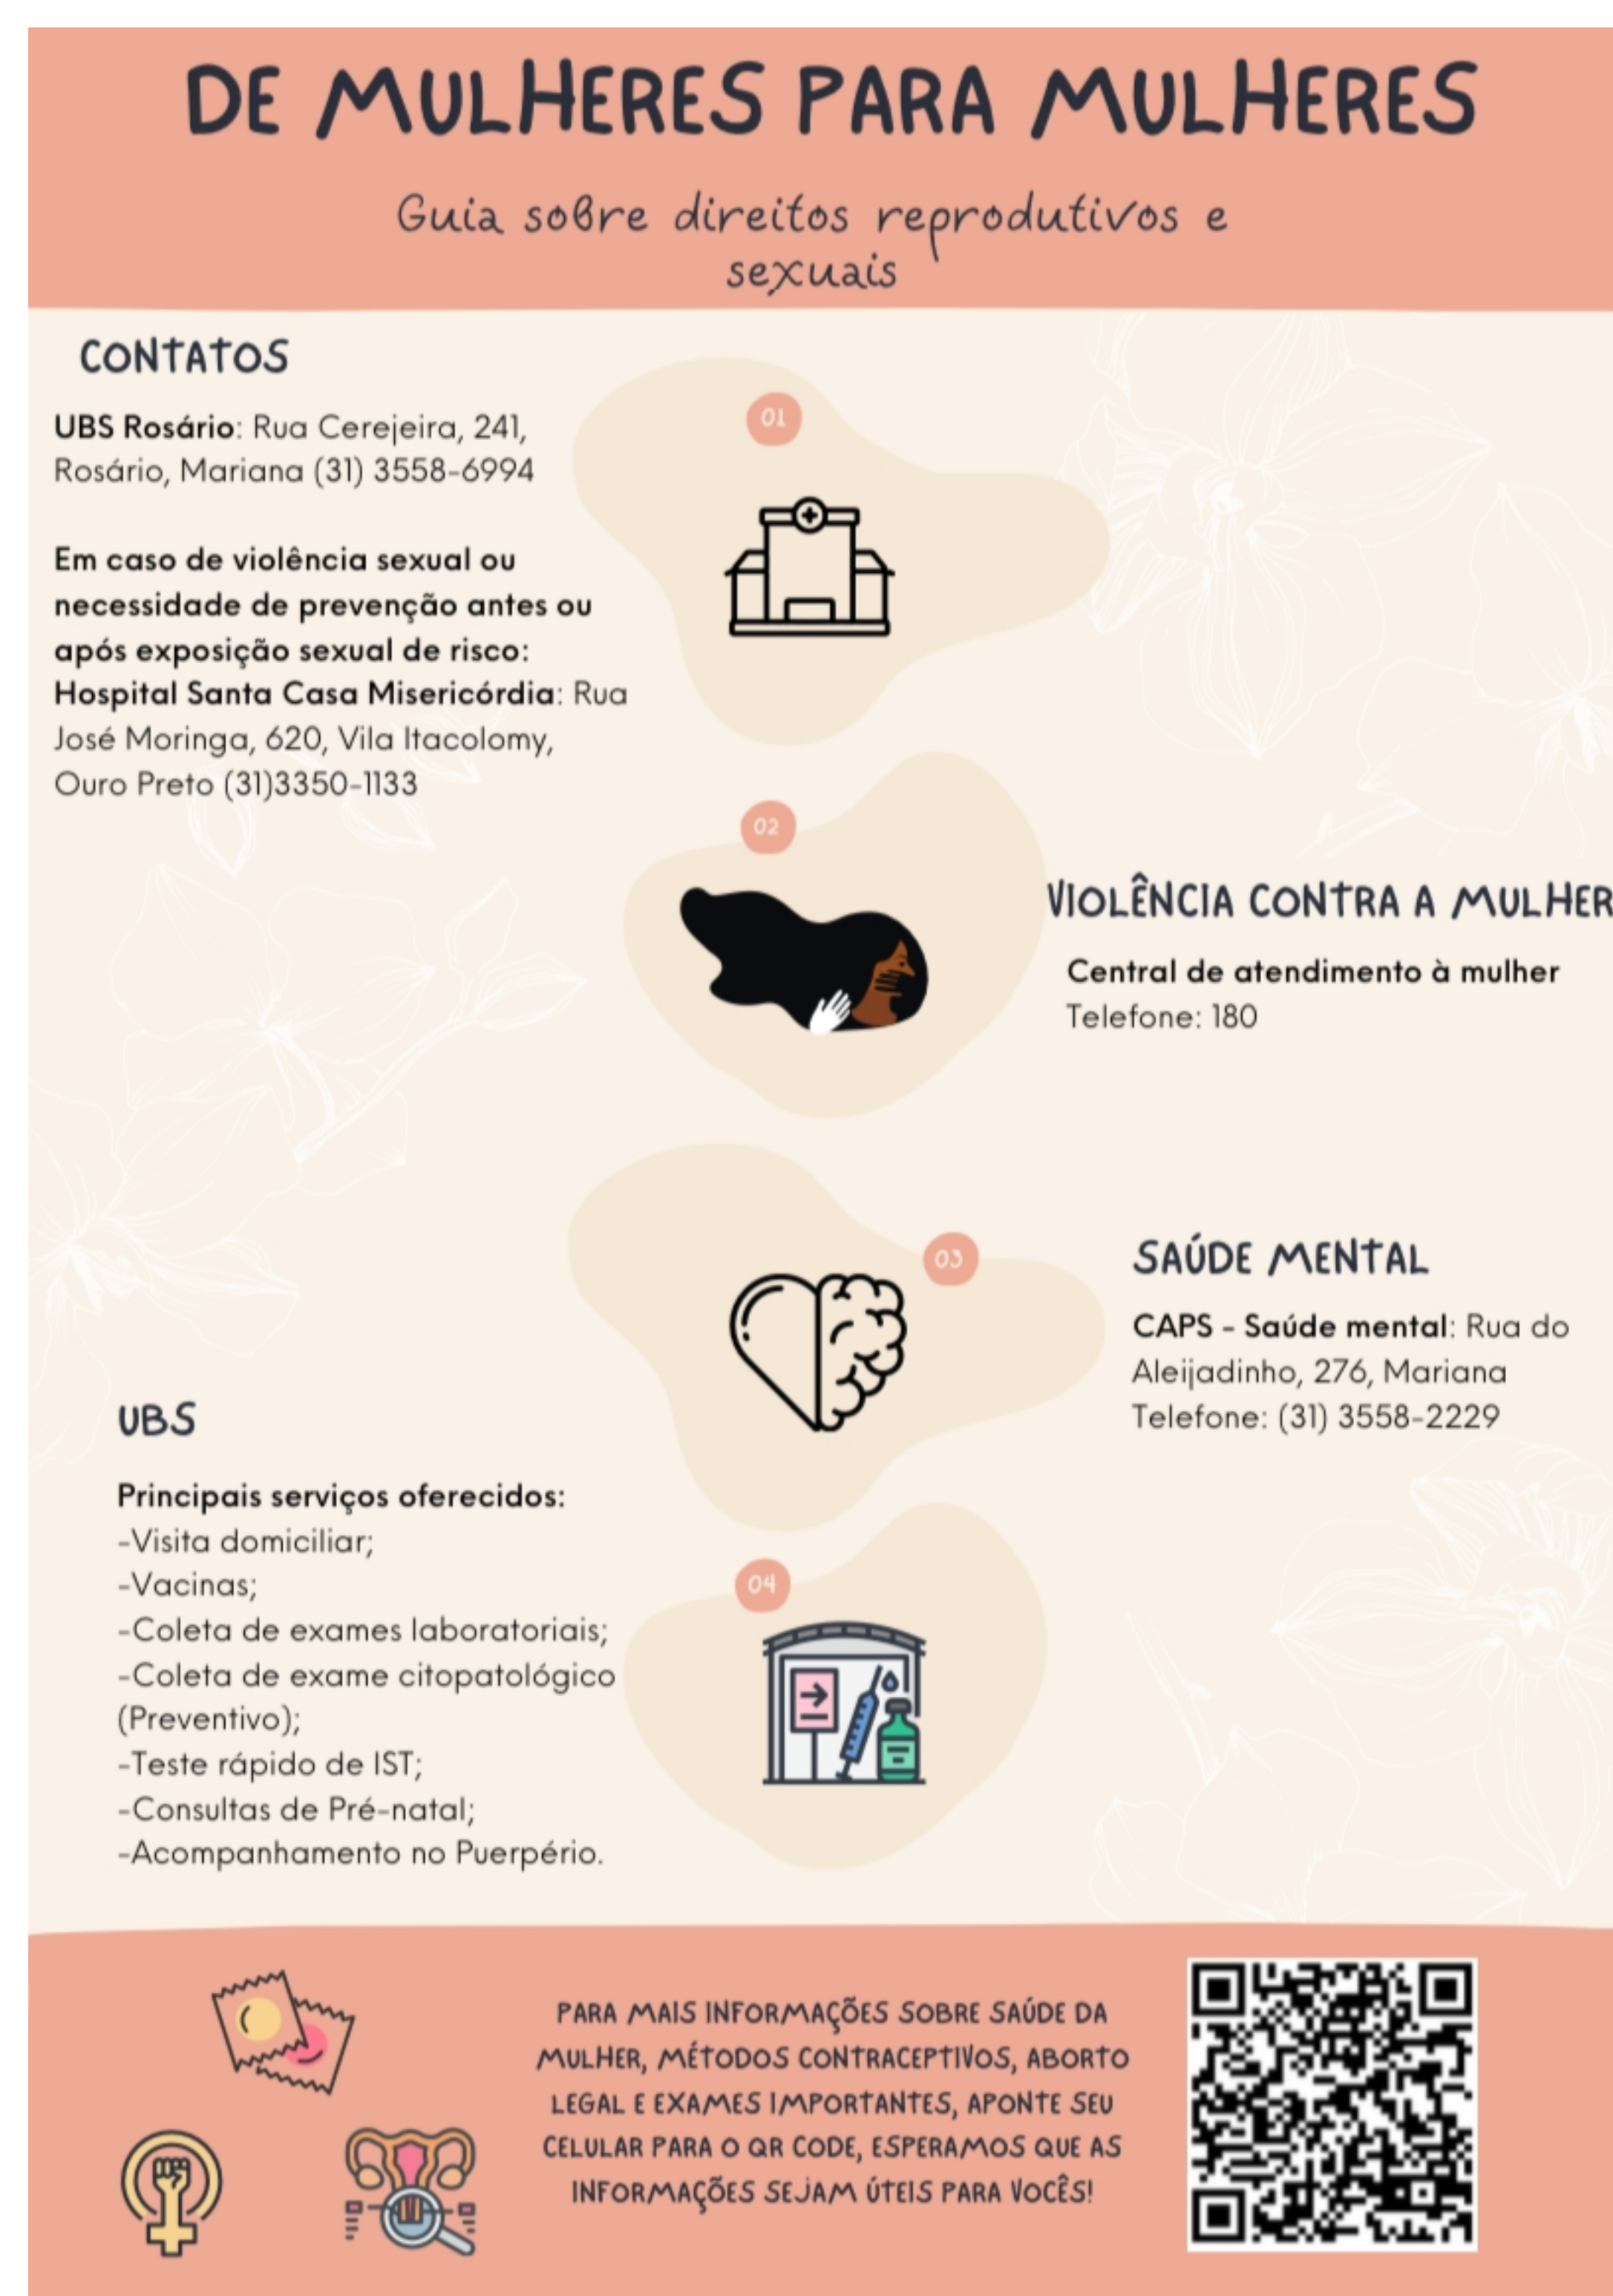 DE MULHERES PARA MULHERES
Guia sobre direitos reprodutivos e
sexuais
CONTATOS
UBS Rosário: Rua Cerejeira, 241,
Rosário, Mariana (31) 3558-6994
Em caso de violência sexual ou
necessidade de prevenção antes ou
após exposição sexual de risco:
Hospital Santa Casa Misericórdia: Rua
José Moringa, 620, Vila Itacolomy,
Ouro Preto (31)3350-1133
01
02
VIOLÊNCIA CONTRA A MULHER
Central de atendimento à mulher
Telefone: 180
03
SAÚDE MENTAL
CAPS - Saúde mental: Rua do
Aleijadinho, 276, Mariana
Telefone: (31) 3558-2229
UBS
Principais serviços oferecidos:
-Visita domiciliar;
-Vacinas;
-Coleta de exames laboratoriais;
-Coleta de exame citopatológico
(Preventivo);
-Teste rápido de IST;
-Consultas de Pré-natal;
-Acompanhamento no Puerpério.
04
PARA MAIS INFORMAÇÕES SOBRE SAÚDE DA
MULHER, MÉTODOS CONTRACEPTIVOS, ABORTO
LEGAL E EXAMES IMPORTANTES, APONTE SEU
CELULAR PARA O QR CODE, ESPERAMOS QUE AS
INFORMAÇÕES SEJAM ÚTEIS PARA VOCÊS!